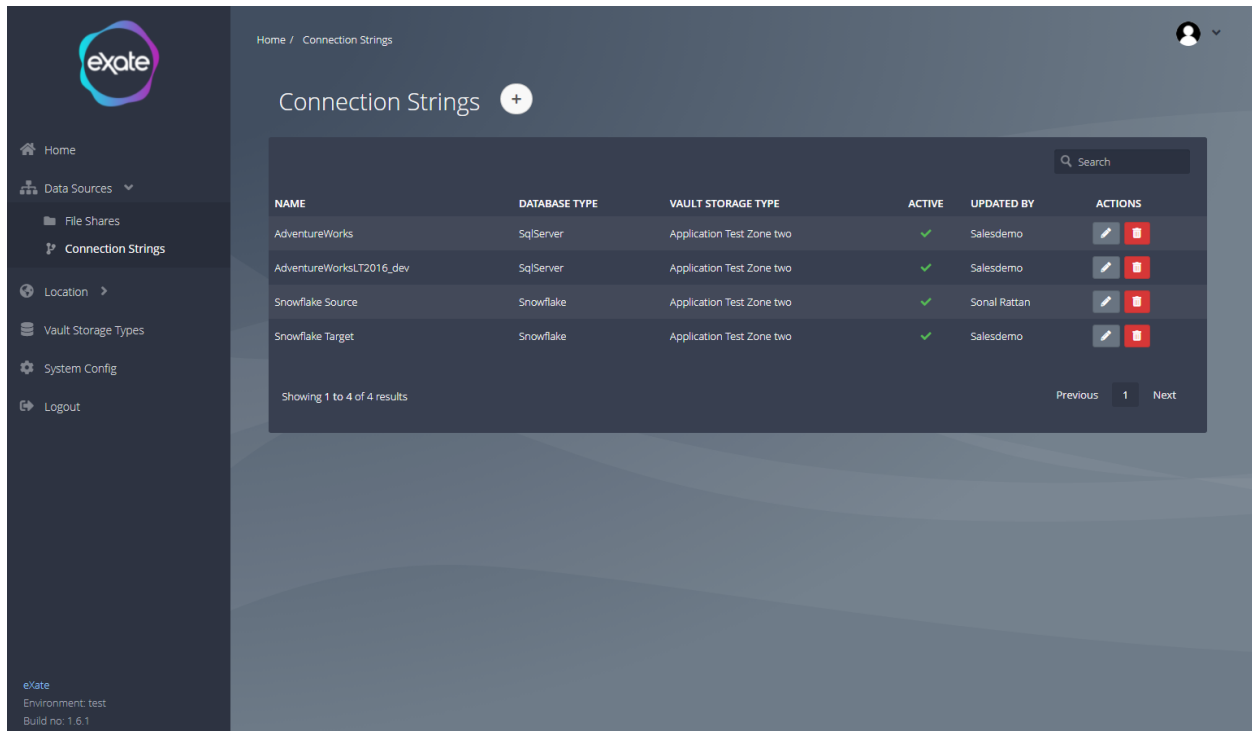 eXate
Home / Connection Strings
Connection Strings +
Home
Data Sources
File Shares
Connection Strings
Location
Vault Storage Types
System Config
Logout
Search
NAME DATABASE TYPE VAULT STORAGE TYPE ACTIVE UPDATED BY ACTIONS
AdventureWorks SqlServer Application Test Zone two Salesdemo
AdventureWorksLT2016_dev SqlServer Application Test Zone two Salesdemo
Snowflake Source Snowflake Application Test Zone two Sonal Rattan
Snowflake Target Snowflake Application Test Zone two Salesdemo
Showing 1 to 4 of 4 results Previous 1 Next
eXate
Environment: test
Build no: 1.6.1